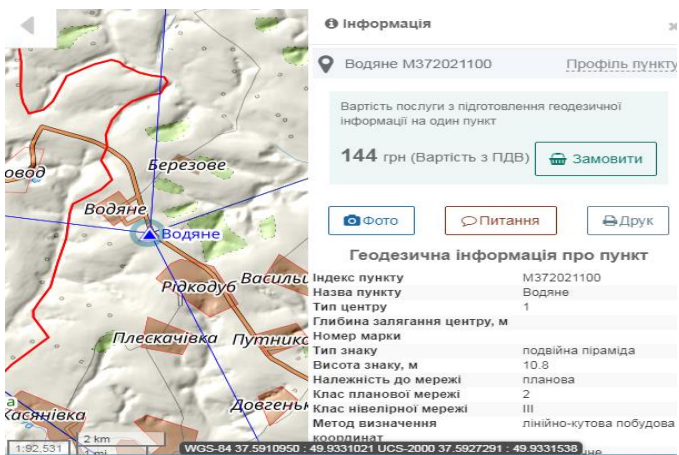 Інформація
Водяне М372021100
Профіль пункту
Вартість послуги з підготовлення геодезичної
інформації на один пункт
144 грн (Вартість з ПДВ)
Замовити
Фото
Питання
Друк
Геодезична інформація про пункт
Індекс пункту М372021100
Назва пункту Водяне
Тип центру 1
Глибина залягання центру, м
Номер марки
Тип знаку подвійна піраміда
Висота знаку, м 10.8
Належність до мережі планова
Клас планової мережі 2
Клас нівелірної мережі III
Метод визначення лінійно-кутова побудова
координат
Березове
Водяне
Водяне
Рідкодуб
Плескачівка
Касянівка
1:92,531
2 km
1 mi
WGS-84 37.5910950 : 49.9331021 UCS-2000 37.5927291 : 49.9331538